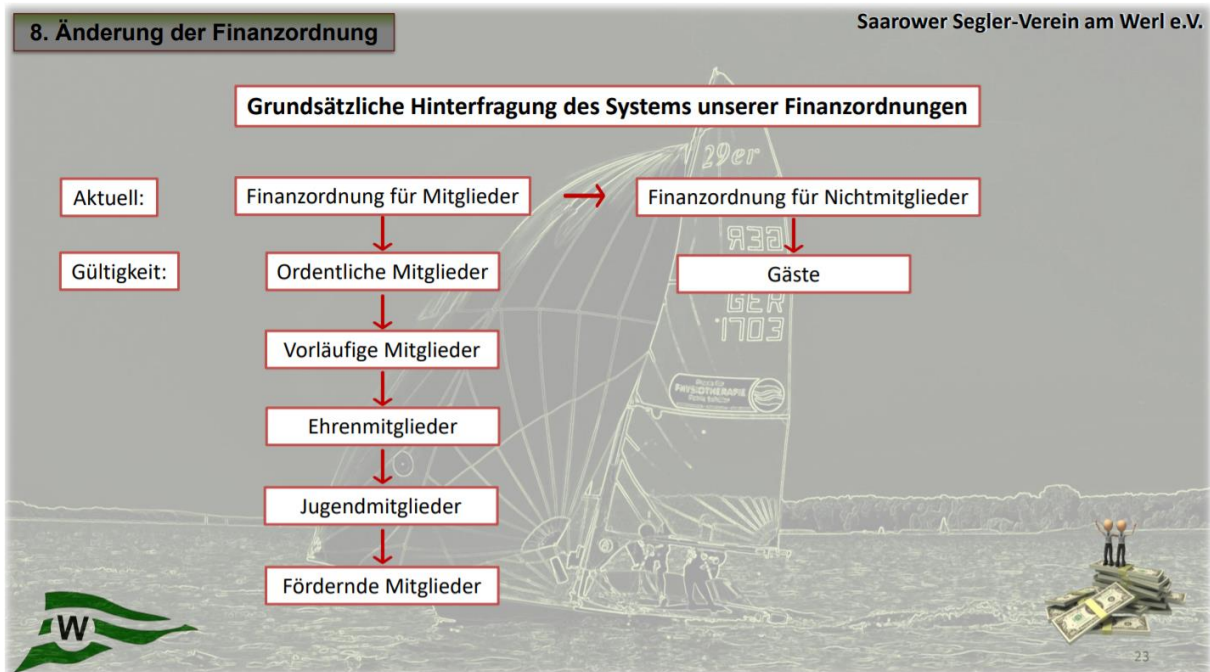 8. Änderung der Finanzordnung
Saarower Segler-Verein am Werl e.V.
Grundsätzliche Hinterfragung des Systems unserer Finanzordnungen
Aktuell:
Finanzordnung für Mitglieder
Finanzordnung für Nichtmitglieder
Gültigkeit:
Ordentliche Mitglieder
Gäste
Vorläufige Mitglieder
Ehrenmitglieder
Jugendmitglieder
Fördernde Mitglieder
29er
GER
GER
1703
PHYSIOTHERAPIE
W
23